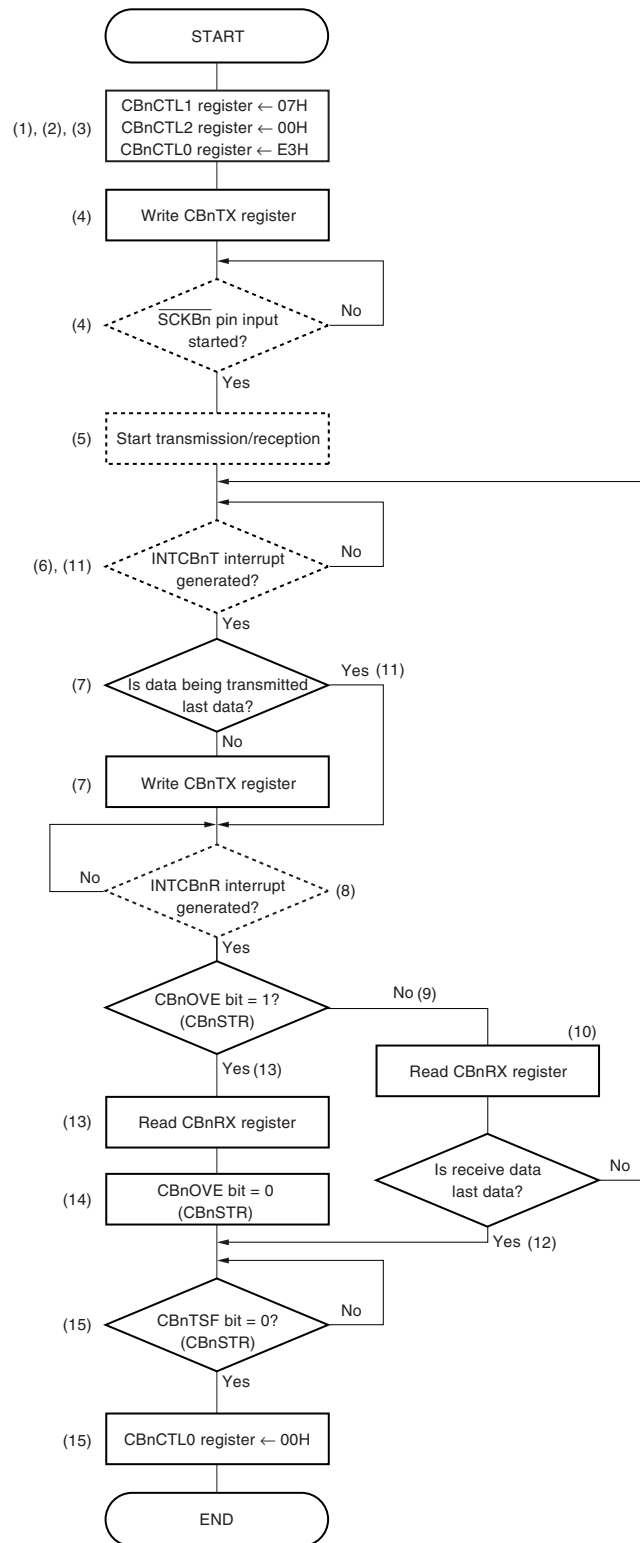 START
(1), (2), (3)
CBnCTL1 register ← 07H
CBnCTL2 register ← 00H
CBnCTL0 register ← E3H
(4)
Write CBnTX register
(4)
SCKBn pin input
started?
No
Yes
(5)
Start transmission/reception
(6), (11)
INTCBnT interrupt
generated?
No
Yes
(7)
Is data being transmitted
last data?
Yes (11)
No
(7)
Write CBnTX register
No
INTCBnR interrupt
generated?
(8)
Yes
CBnOVE bit = 1?
(CBnSTR)
No (9)
Yes (13)
(10)
Read CBnRX register
(13)
Read CBnRX register
Is receive data
last data?
No
Yes (12)
(14)
CBnOVE bit = 0
(CBnSTR)
(15)
CBnTSF bit = 0?
(CBnSTR)
No
Yes
(15)
CBnCTL0 register ← 00H
END